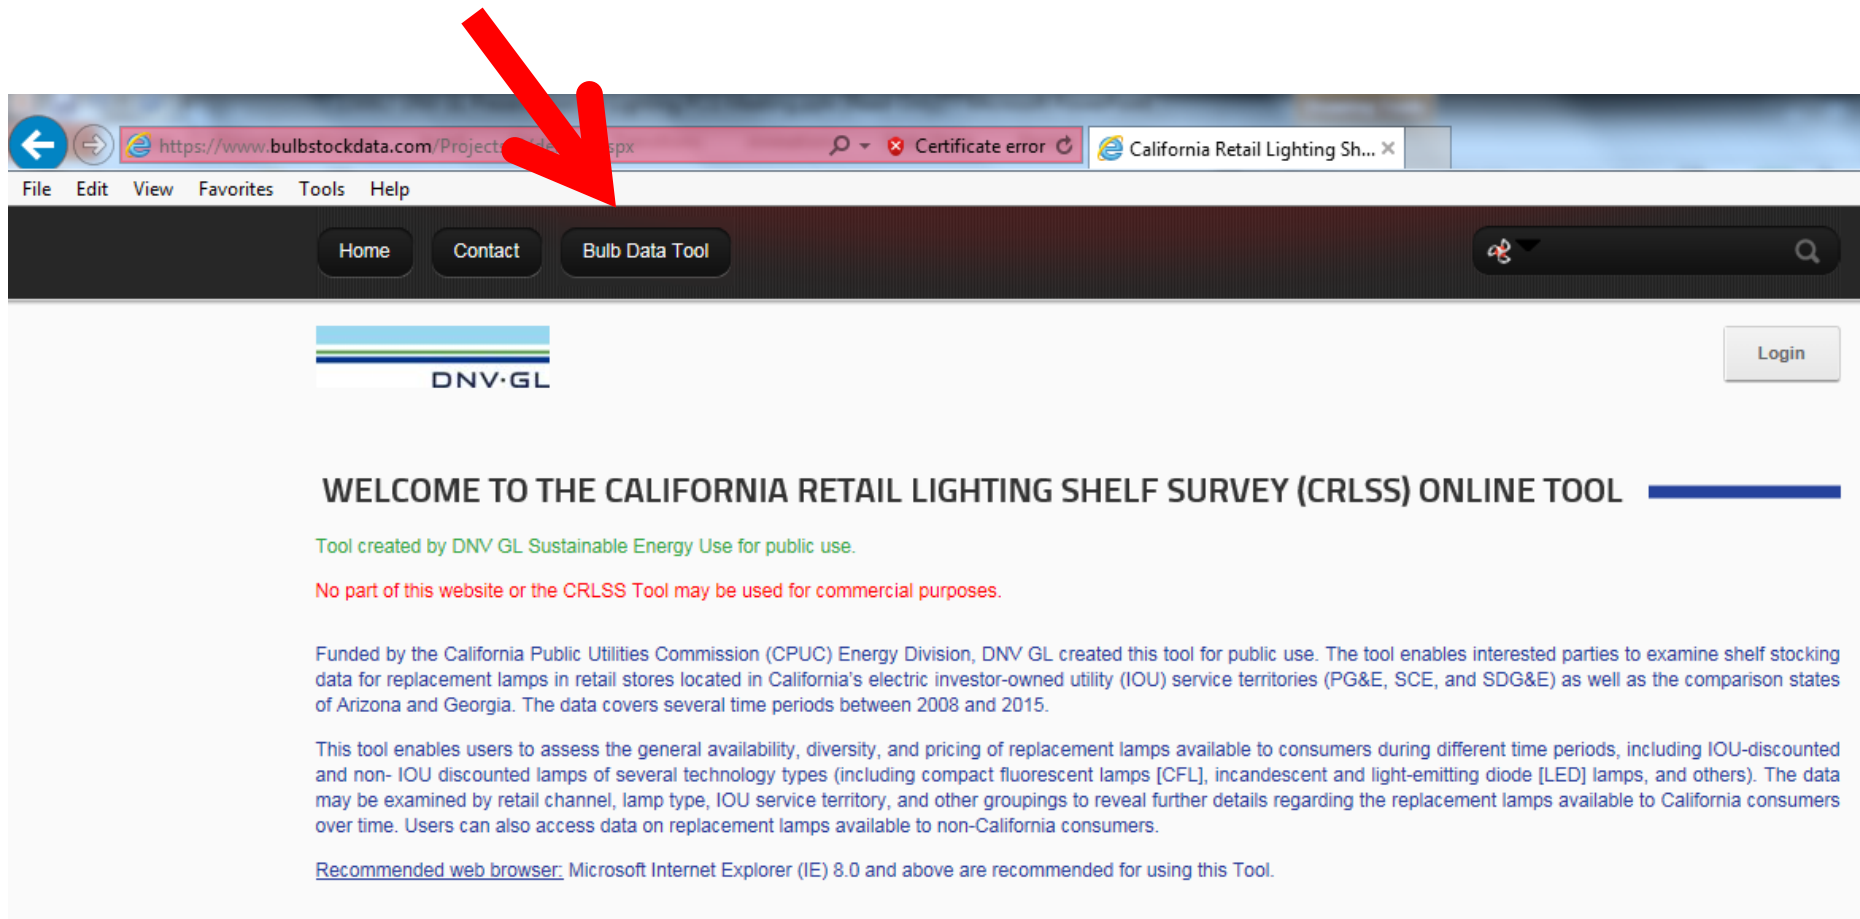 https://www.bulbstockdata.com/Projects
spx
Certificate error
California Retail Lighting Sh...
File Edit View Favorites Tools Help
Home Contact Bulb Data Tool
DNV·GL
Login
WELCOME TO THE CALIFORNIA RETAIL LIGHTING SHELF SURVEY (CRLSS) ONLINE TOOL
Tool created by DNV GL Sustainable Energy Use for public use.
No part of this website or the CRLSS Tool may be used for commercial purposes.
Funded by the California Public Utilities Commission (CPUC) Energy Division, DNV GL created this tool for public use. The tool enables interested parties to examine shelf stocking
data for replacement lamps in retail stores located in California's electric investor-owned utility (IOU) service territories (PG&E, SCE, and SDG&E) as well as the comparison states
of Arizona and Georgia. The data covers several time periods between 2008 and 2015.
This tool enables users to assess the general availability, diversity, and pricing of replacement lamps available to consumers during different time periods, including IOU-discounted
and non- IOU discounted lamps of several technology types (including compact fluorescent lamps [CFL], incandescent and light-emitting diode [LED] lamps, and others). The data
may be examined by retail channel, lamp type, IOU service territory, and other groupings to reveal further details regarding the replacement lamps available to California consumers
over time. Users can also access data on replacement lamps available to non-California consumers.
Recommended web browser: Microsoft Internet Explorer (IE) 8.0 and above are recommended for using this Tool.